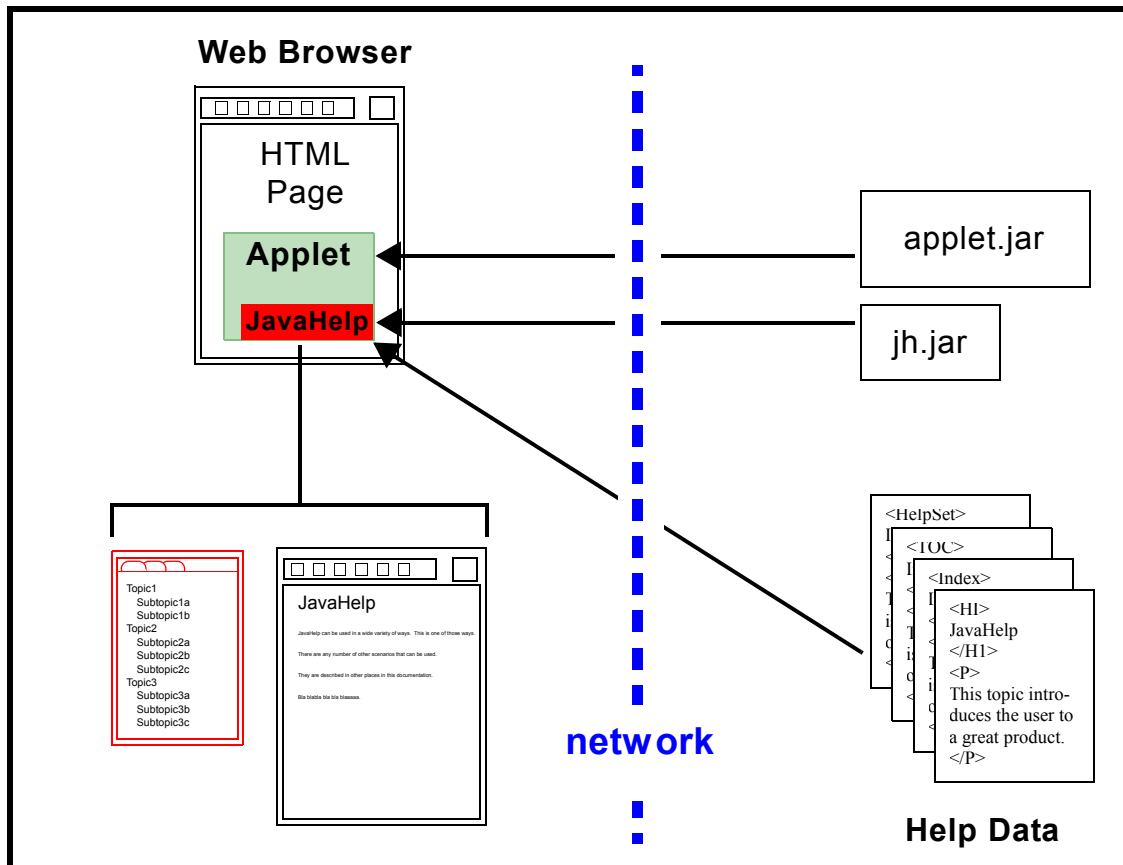 Web Browser
HTML
Page
Applet
JavaHelp
applet.jar
jh.jar
Topic1
Subtopic1a
Subtopic1b
Topic2
Subtopic2a
Subtopic2b
Subtopic2c
Topic3
Subtopic3a
Subtopic3b
Subtopic3c
JavaHelp
JavaHelp can be used in a wide variety of ways. This is one of those ways.
There are any number of other scenarios that can be used.
They are described in other places in this documentation.
Bla blabla bla bla blaaaaa.
network
<HelpSet>
<TOC>
<Index>
<HI>
JavaHelp
</H1>
<P>
This topic intro-
duces the user to
a great product.
</P>
Help Data